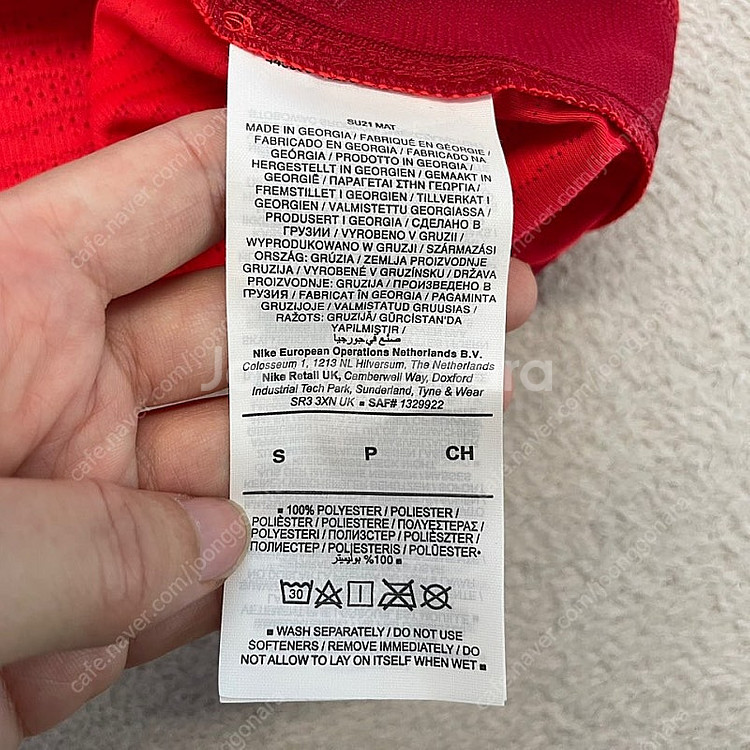 SU21 MAT
MADE IN GEORGIA / FABRIQUÉ EN GÉORGIE /
FABRICADO EN GEORGIA / FABRICADO NA
GEÓRGIA / PRODOTTO IN GEORGIA /
HERGESTELLT IN GEORGIEN / GEMAAKT IN
GEORGIË / ΠΑΡΑΓΕΤΑΙ ΣΤΗΝ ΓΕΩΡΓΙΑ /
FREMSTILLET I GEORGIEN / TILLVERKAT I
GEORGIEN / VALMISTETTU GEORGIASSA /
PRODUSERT I GEORGIA / СДЕЛАНО В
ГРУЗИИ / VYROBENO V GRUZII /
WYPRODUKOWANO W GRUZJI / SZÁRMAZÁSI
ORSZÁG: GRÚZIA / ZEMLJA PROIZVODNJE
GRUZIJA / VYROBENÉ V GRUZÍNSKU / DRŽAVA
PROIZVODNJE: GRUZIJA / ПРОИЗВЕДЕНО В
ГРУЗИЯ / FABRICAT ÎN GEORGIA / PAGAMINTA
GRUZIJOJE / VALMISTATUD GRUUSIAS /
RAŽOTS: GRUZIJĀ / GÜRCİSTAN'DA
YAPILMIŞTIR /
صنع في جورجيا
Nike European Operations Netherlands B.V.
Colosseum 1, 1213 NL Hilversum, The Netherlands
Nike Retail UK, Camberwell Way, Doxford
Industrial Tech Park, Sunderland, Tyne & Wear
SR3 3XN UK ■ SAF# 1329922
S P CH
■ 100% POLYESTER / POLIESTER /
POLIÉSTER / POLIESTERE / ΠΟΛΥΕΣΤΕΡΑΣ /
POLYESTERI / ПОЛИЭСТЕР / POLIÉSZTER /
ПОЛИЕСТЕР / POLIESTERIS / POLÜESTER
100% بوليستر ■
30
■ WASH SEPARATELY / DO NOT USE
SOFTENERS / REMOVE IMMEDIATELY / DO
NOT ALLOW TO LAY ON ITSELF WHEN WET ■
cafe.naver.com/joonggonara